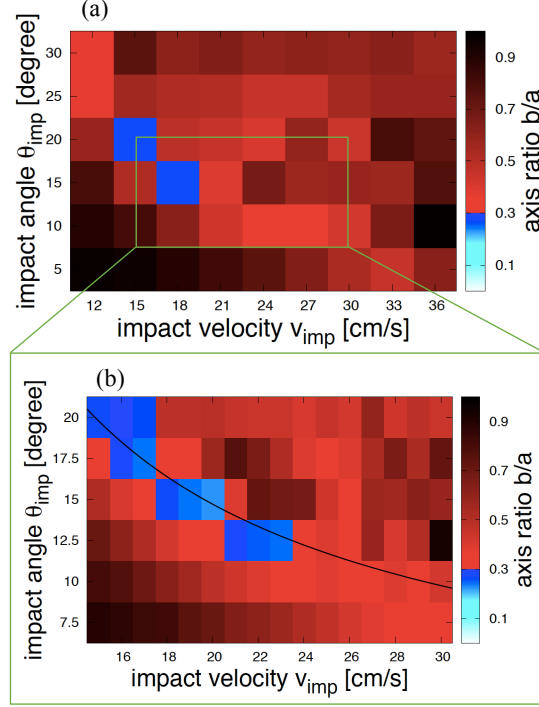 (a)
impact angle θimp [degree]
30
25
20
15
10
5
12 15 18 21 24 27 30 33 36
impact velocity vimp [cm/s]
0.9
0.7
0.5
0.3
0.1
axis ratio b/a
(b)
impact angle θimp [degree]
20
17.5
15
12.5
10
7.5
14 16 18 20 22 24 26 28 30
impact velocity vimp [cm/s]
0.9
0.7
0.5
0.3
0.1
axis ratio b/a